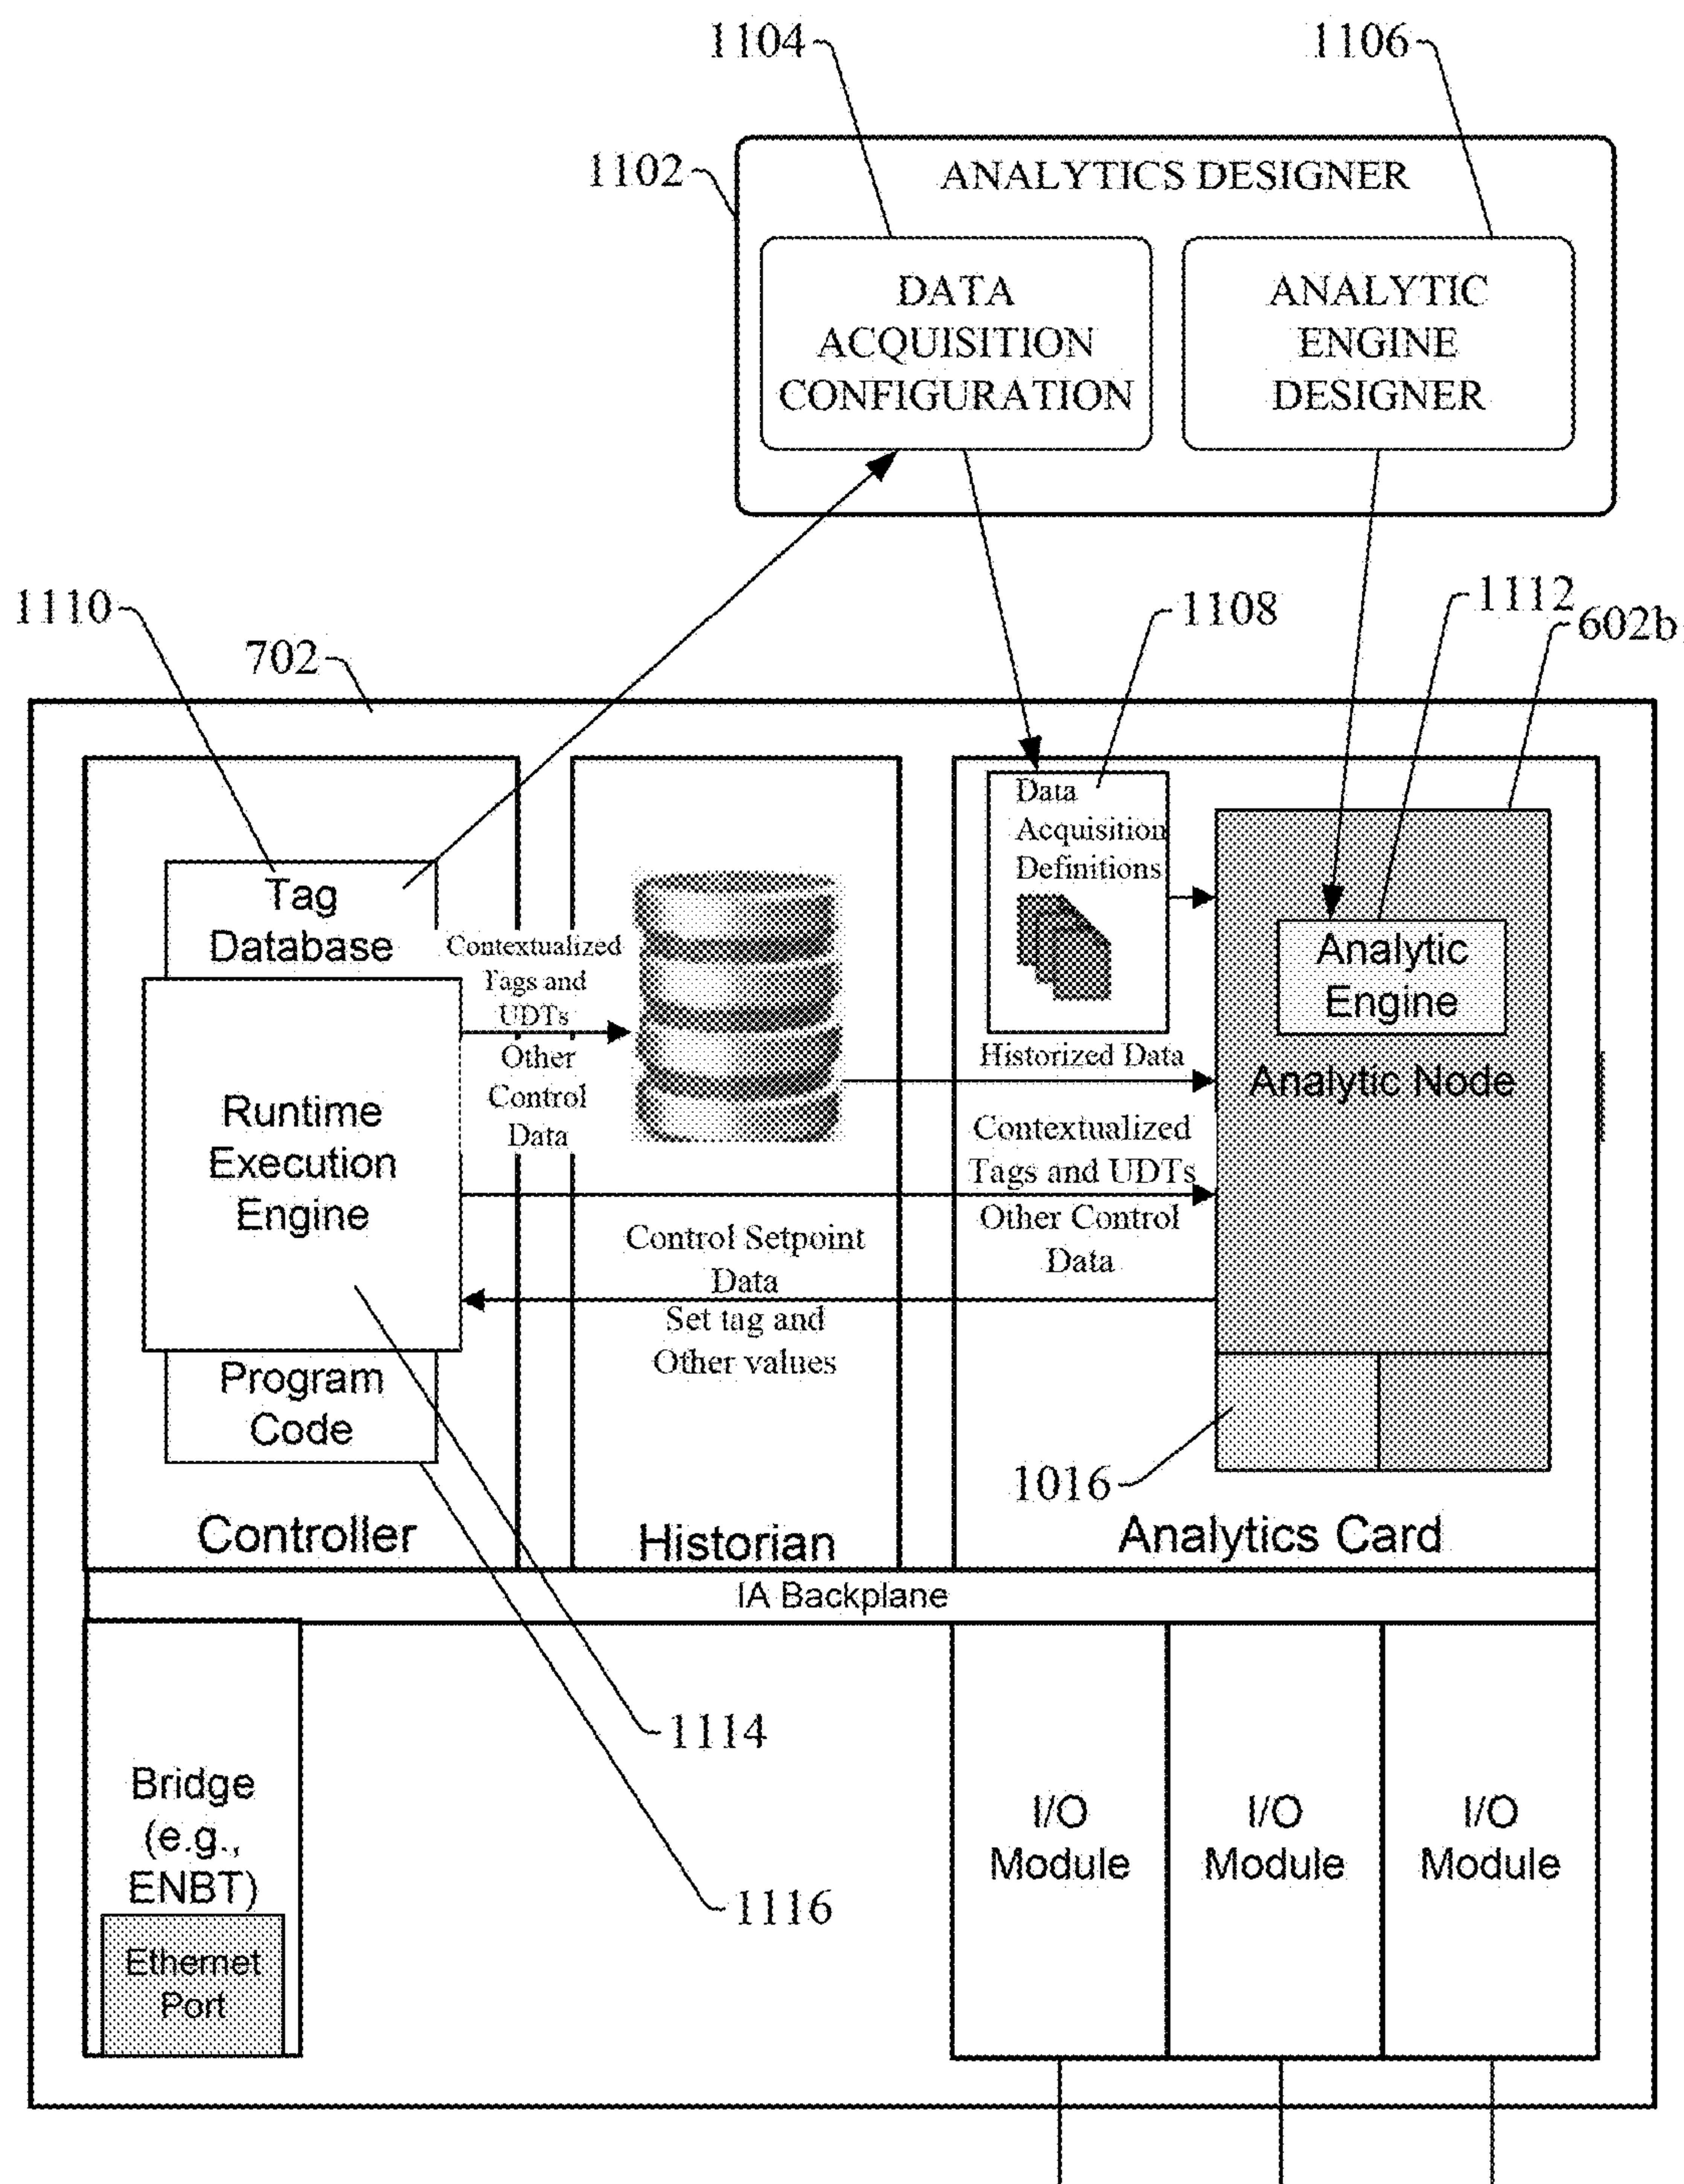 1104
1106
1102
ANALYTICS DESIGNER
DATA
ACQUISITION
CONFIGURATION
ANALYTIC
ENGINE
DESIGNER
1110
702
1108
1112
602b
Tag
Database
Contextualized
Tags and
UDTs
Other
Control
Data
Runtime
Execution
Engine
Program
Code
Controller
Control Setpoint
Data
Set tag and
Other values
Historian
Data
Acquisition
Definitions
Historized Data
Contextualized
Tags and UDTs
Other Control
Data
Analytic
Engine
Analytic Node
1016
Analytics Card
IA Backplane
1114
1116
Bridge
(e.g.,
ENBT)
Ethernet
Port
I/O
Module
I/O
Module
I/O
Module